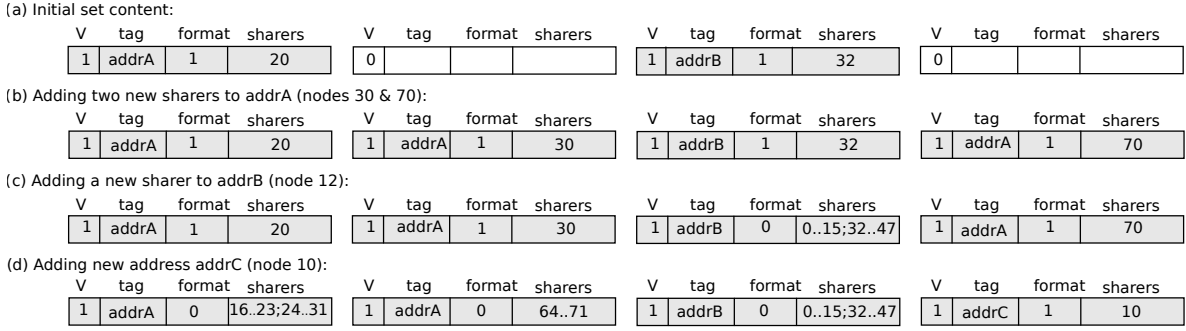 (a) Initial set content:
V tag format sharers V tag format sharers V tag format sharers V tag format sharers
1 addrA 1 20 0 1 addrB 1 32 0
(b) Adding two new sharers to addrA (nodes 30 & 70):
V tag format sharers V tag format sharers V tag format sharers V tag format sharers
1 addrA 1 20 1 addrA 1 30 1 addrB 1 32 1 addrA 1 70
(c) Adding a new sharer to addrB (node 12):
V tag format sharers V tag format sharers V tag format sharers V tag format sharers
1 addrA 1 20 1 addrA 1 30 1 addrB 0 0..15;32..47 1 addrA 1 70
(d) Adding new address addrC (node 10):
V tag format sharers V tag format sharers V tag format sharers V tag format sharers
1 addrA 0 16..23;24..31 1 addrA 0 64..71 1 addrB 0 0..15;32..47 1 addrC 1 10